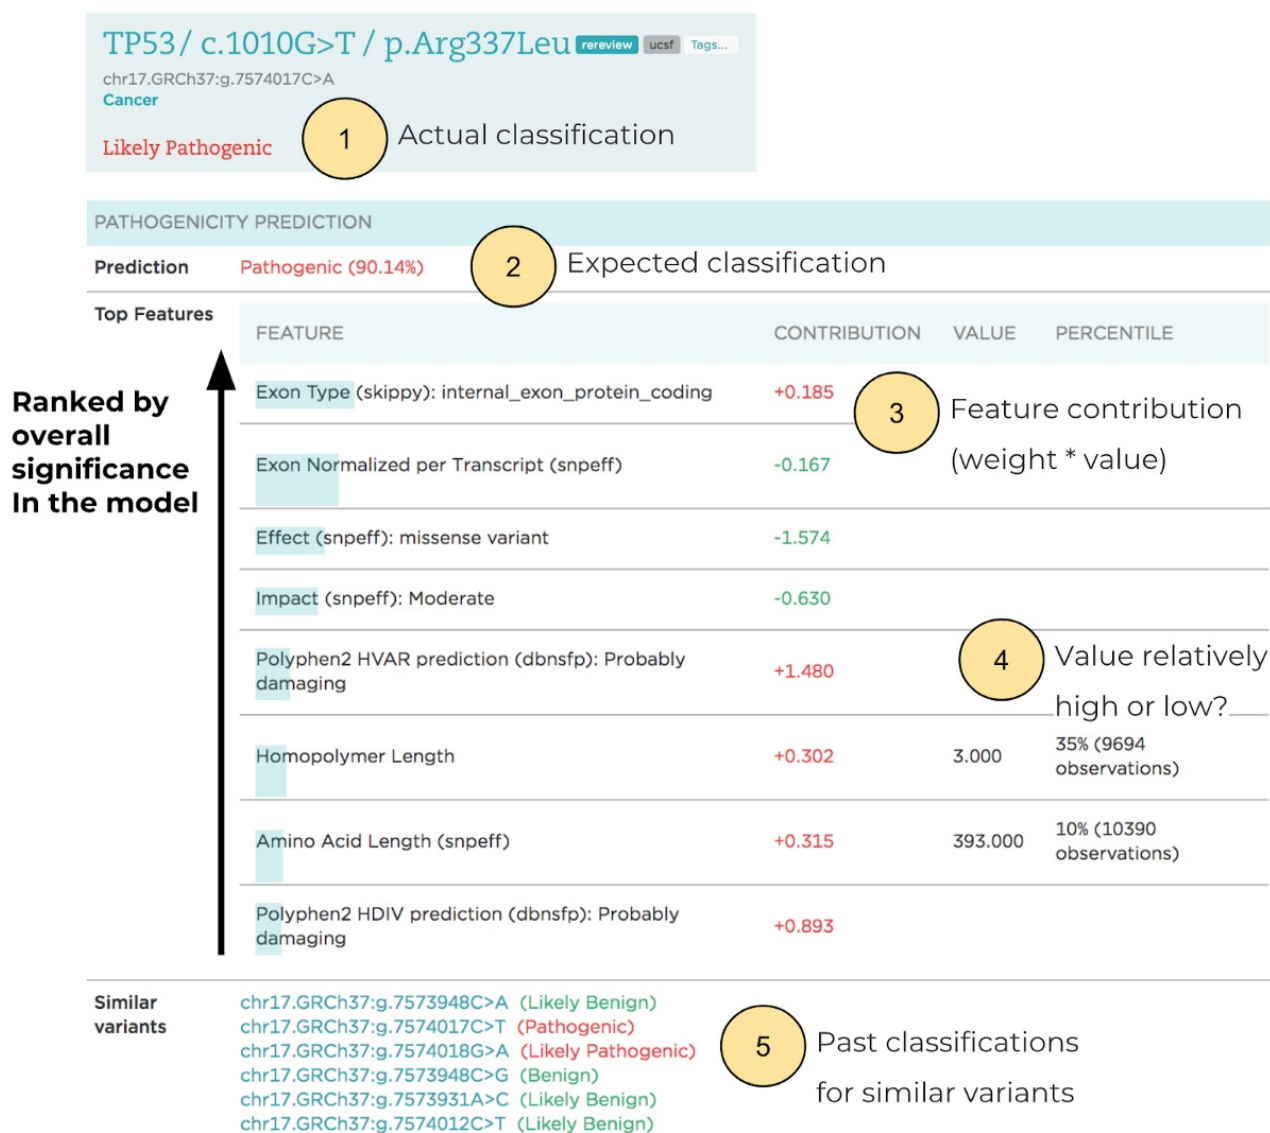 TP53/ c.1010G>T / p.Arg337Leu rereview ucsf Tags...
chr17.GRCh37:g.7574017C>A
Cancer
Likely Pathogenic
1 Actual classification
PATHOGENICITY PREDICTION
Prediction Pathogenic (90.14%)
2 Expected classification
Top Features
FEATURE CONTRIBUTION VALUE PERCENTILE
Ranked by
overall
significance
In the model
Exon Type (skippy): internal_exon_protein_coding +0.185
3 Feature contribution
(weight * value)
Exon Normalized per Transcript (snpeff) -0.167
Effect (snpeff): missense variant -1.574
Impact (snpeff): Moderate -0.630
Polyphen2 HVAR prediction (dbnsfp): Probably
damaging +1.480
4 Value relatively
high or low?
Homopolymer Length +0.302 3.000 35% (9694
observations)
Amino Acid Length (snpeff) +0.315 393.000 10% (10390
observations)
Polyphen2 HDIV prediction (dbnsfp): Probably
damaging +0.893
Similar
variants
chr17.GRCh37:g.7573948C>A (Likely Benign)
chr17.GRCh37:g.7574017C>T (Pathogenic)
chr17.GRCh37:g.7574018G>A (Likely Pathogenic)
chr17.GRCh37:g.7573948C>G (Benign)
chr17.GRCh37:g.7573931A>C (Likely Benign)
chr17.GRCh37:g.7574012C>T (Likely Benign)
5 Past classifications
for similar variants